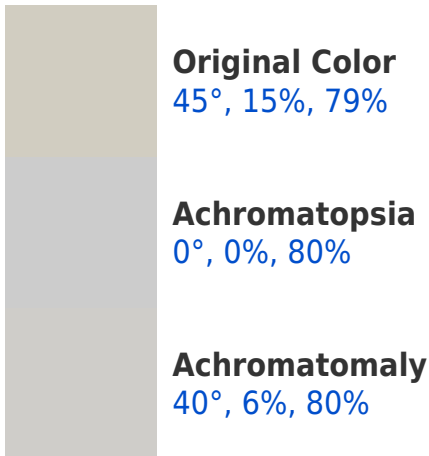 Original Color
45°, 15%, 79%
Achromatopsia
0°, 0%, 80%
Achromatomaly
40°, 6%, 80%